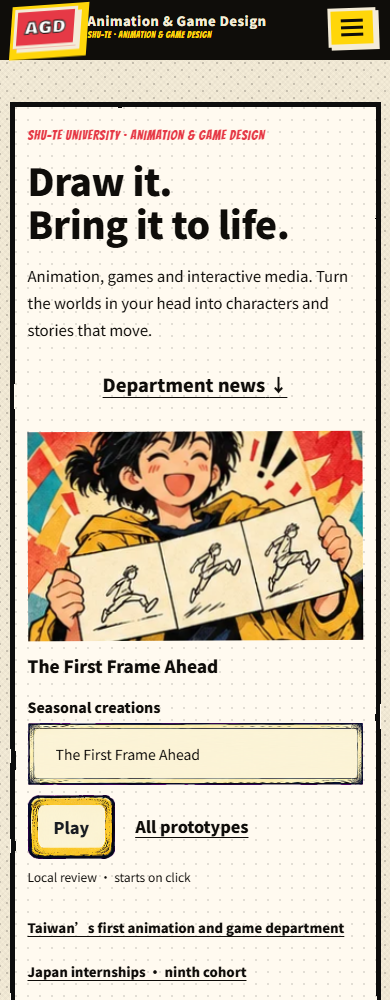 AGD
Animation & Game Design
SHU-TE · ANIMATION & GAME DESIGN
SHU-TE UNIVERSITY · ANIMATION & GAME DESIGN
Draw it.
Bring it to life.
Animation, games and interactive media. Turn
the worlds in your head into characters and
stories that move.
Department news ↓
The First Frame Ahead
Seasonal creations
The First Frame Ahead
Play
All prototypes
Local review · starts on click
Taiwan’s first animation and game department
Japan internships · ninth cohort